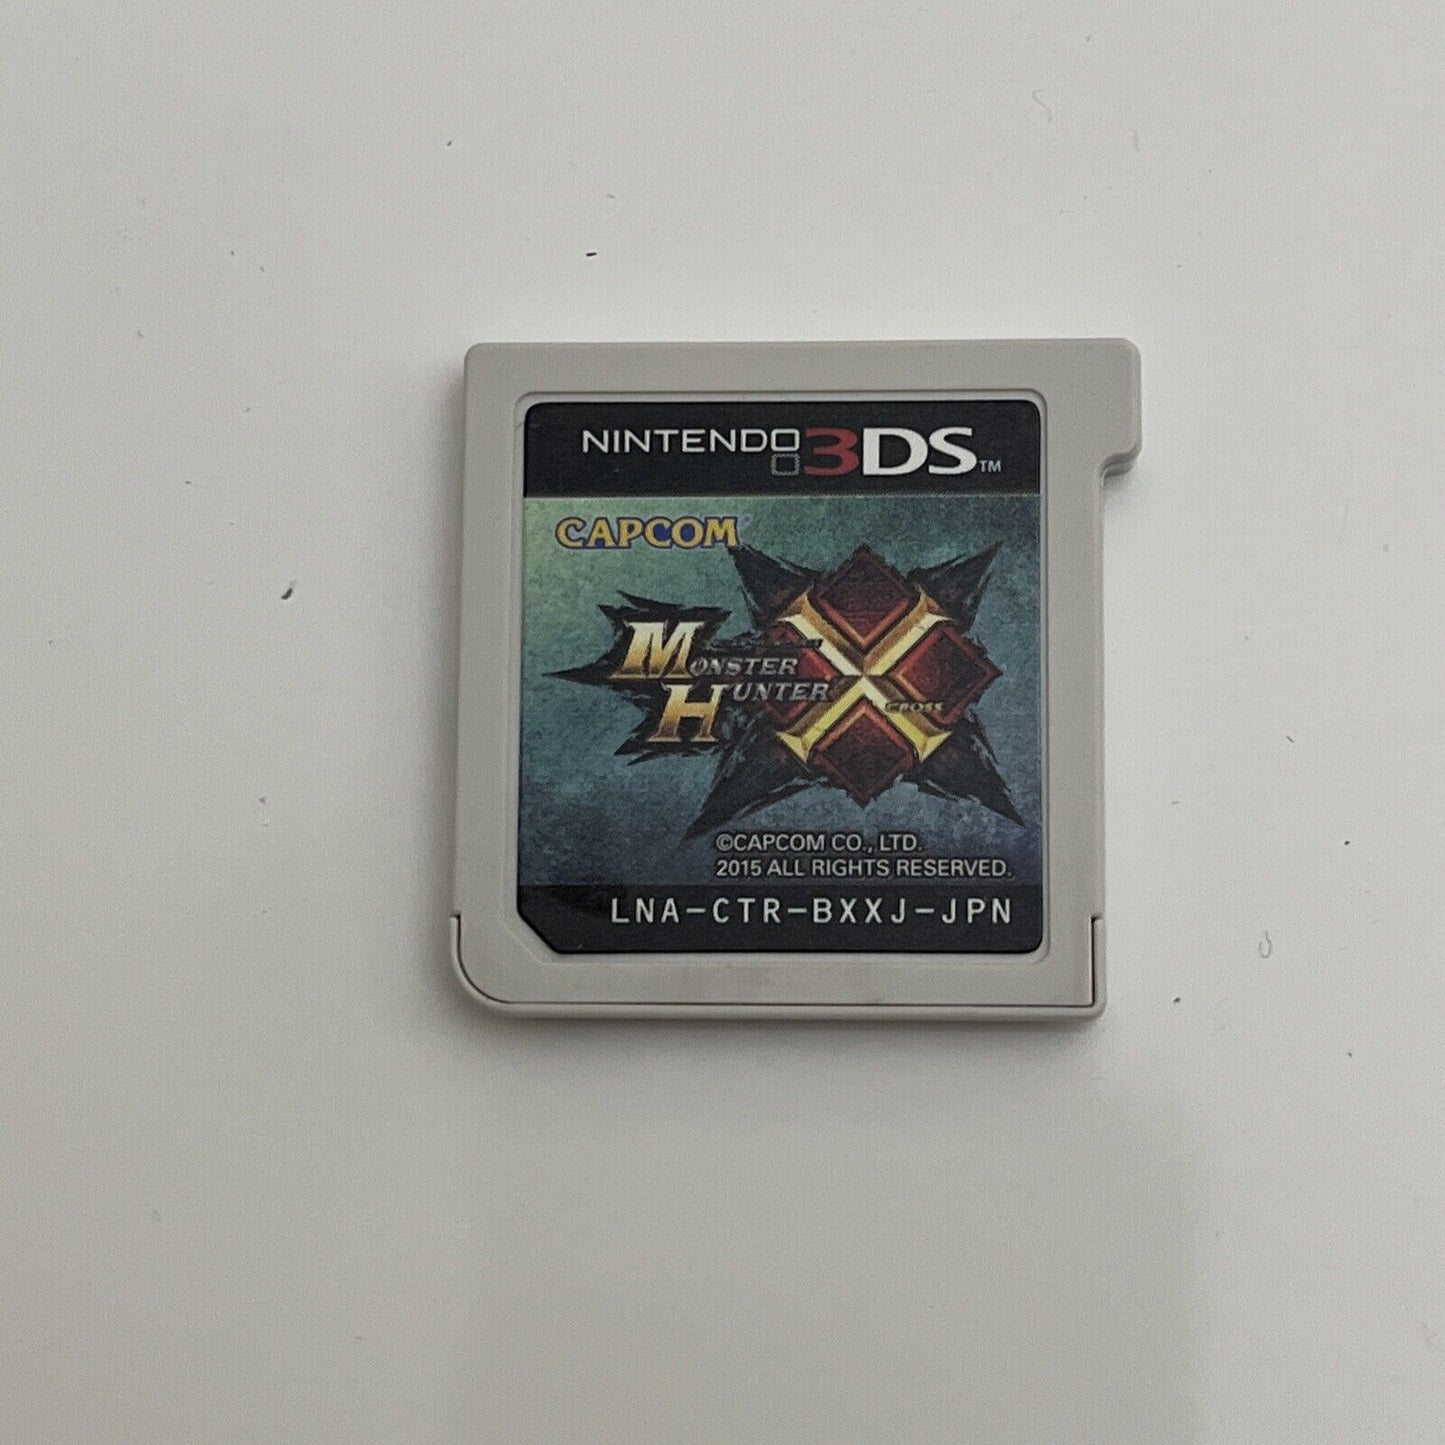 NINTENDO 3DS™
CAPCOM
MONSTER
HUNTER X
CROSS
©CAPCOM CO., LTD.
2015 ALL RIGHTS RESERVED.
LNA-CTR-BXXJ-JPN